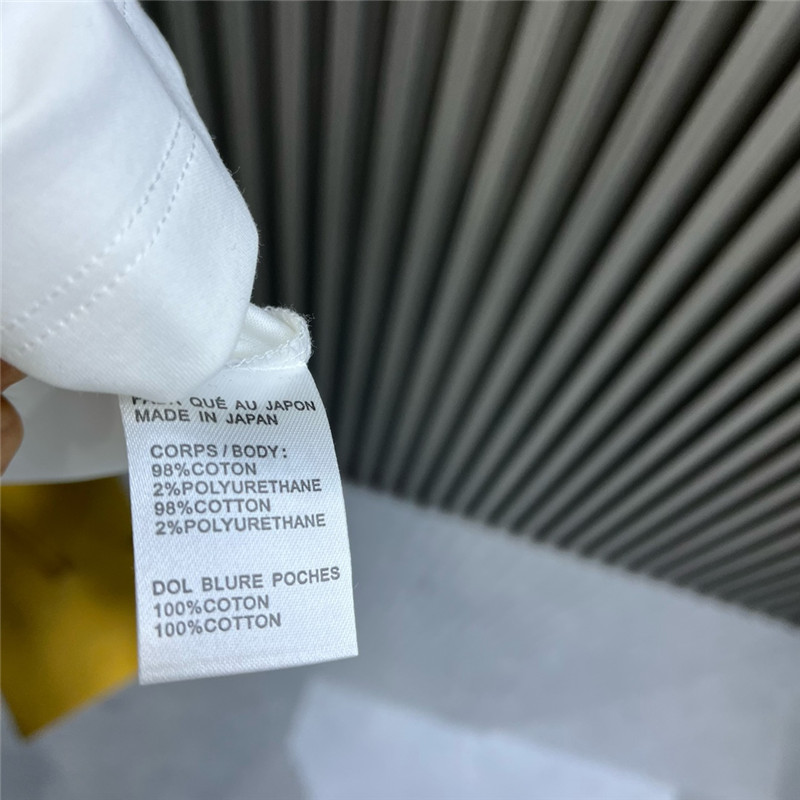 QUÉ AU JAPON
MADE IN JAPAN
CORPS/BODY:
98%COTON
2%POLYURETHANE
98%COTTON
2%POLYURETHANE
DOL BLURE POCHES
100%COTON
100%COTTON